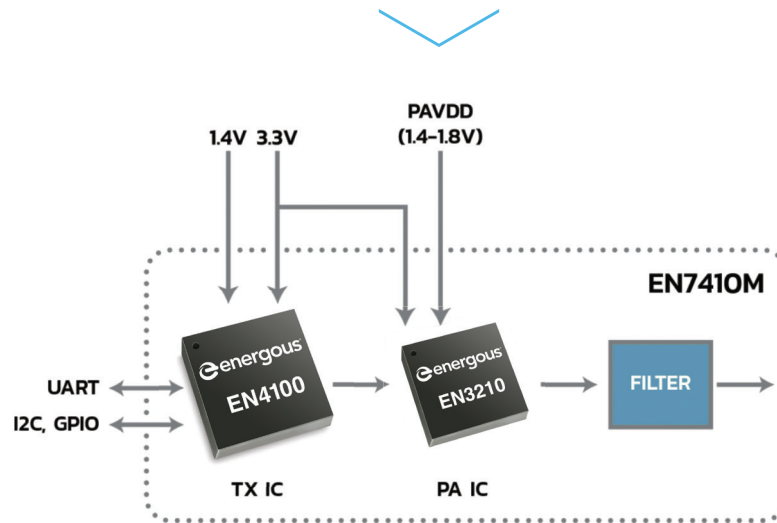 PAVDD
1.4V 3.3V (1.4-1.8V)
EN7410M
energous
EN4100
energous
EN3210
FILTER
UART
I2C, GPIO
TX IC
PA IC